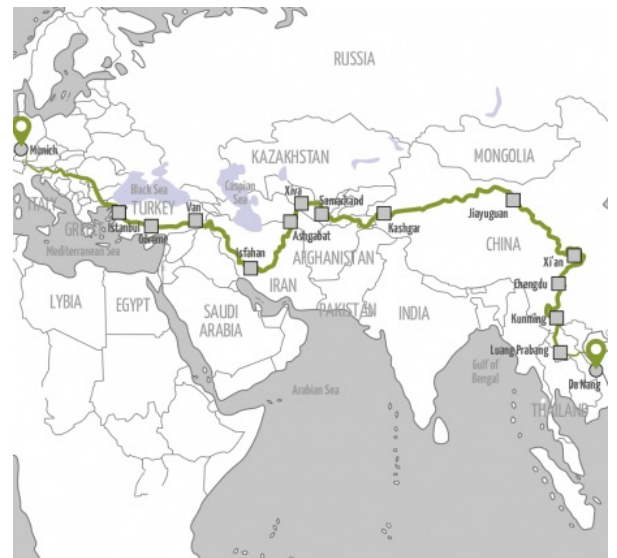 RUSSIA
Munich
KAZAKHSTAN
MONGOLIA
Black Sea
Caspian
Sea
ITALY
Xiva
Samarkand
Van
TURKEY
Istanbul
Göreme
GREECE
Ashgabat
Kashgar
Jiayuguan
Mediterranean Sea
Isfahan
AFGHANISTAN
CHINA
Xi'an
IRAN
Chengdu
LYBIA
EGYPT
SAUDI
ARABIA
PAKISTAN
INDIA
Kunming
Luang Prabang
Gulf of
Bengal
Da Nang
Arabian Sea
THAILAND